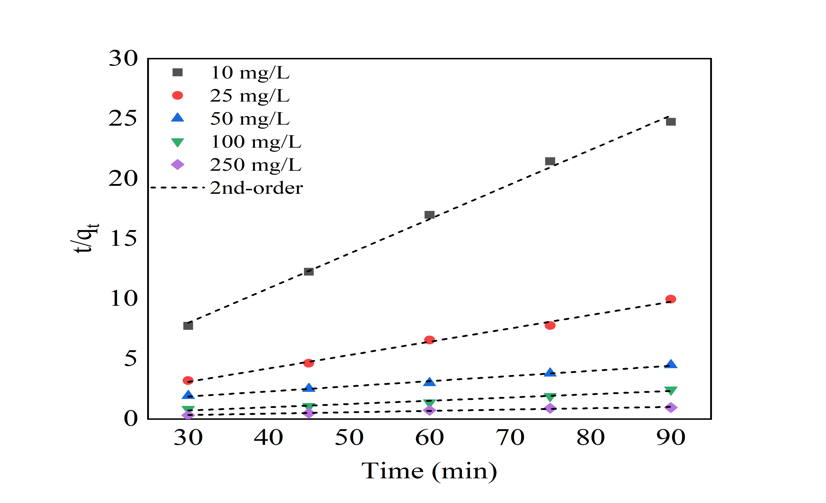 30
25
20
15
10
5
0
t/qt
10 mg/L
25 mg/L
50 mg/L
100 mg/L
250 mg/L
2nd-order
30 40 50 60 70 80 90
Time (min)